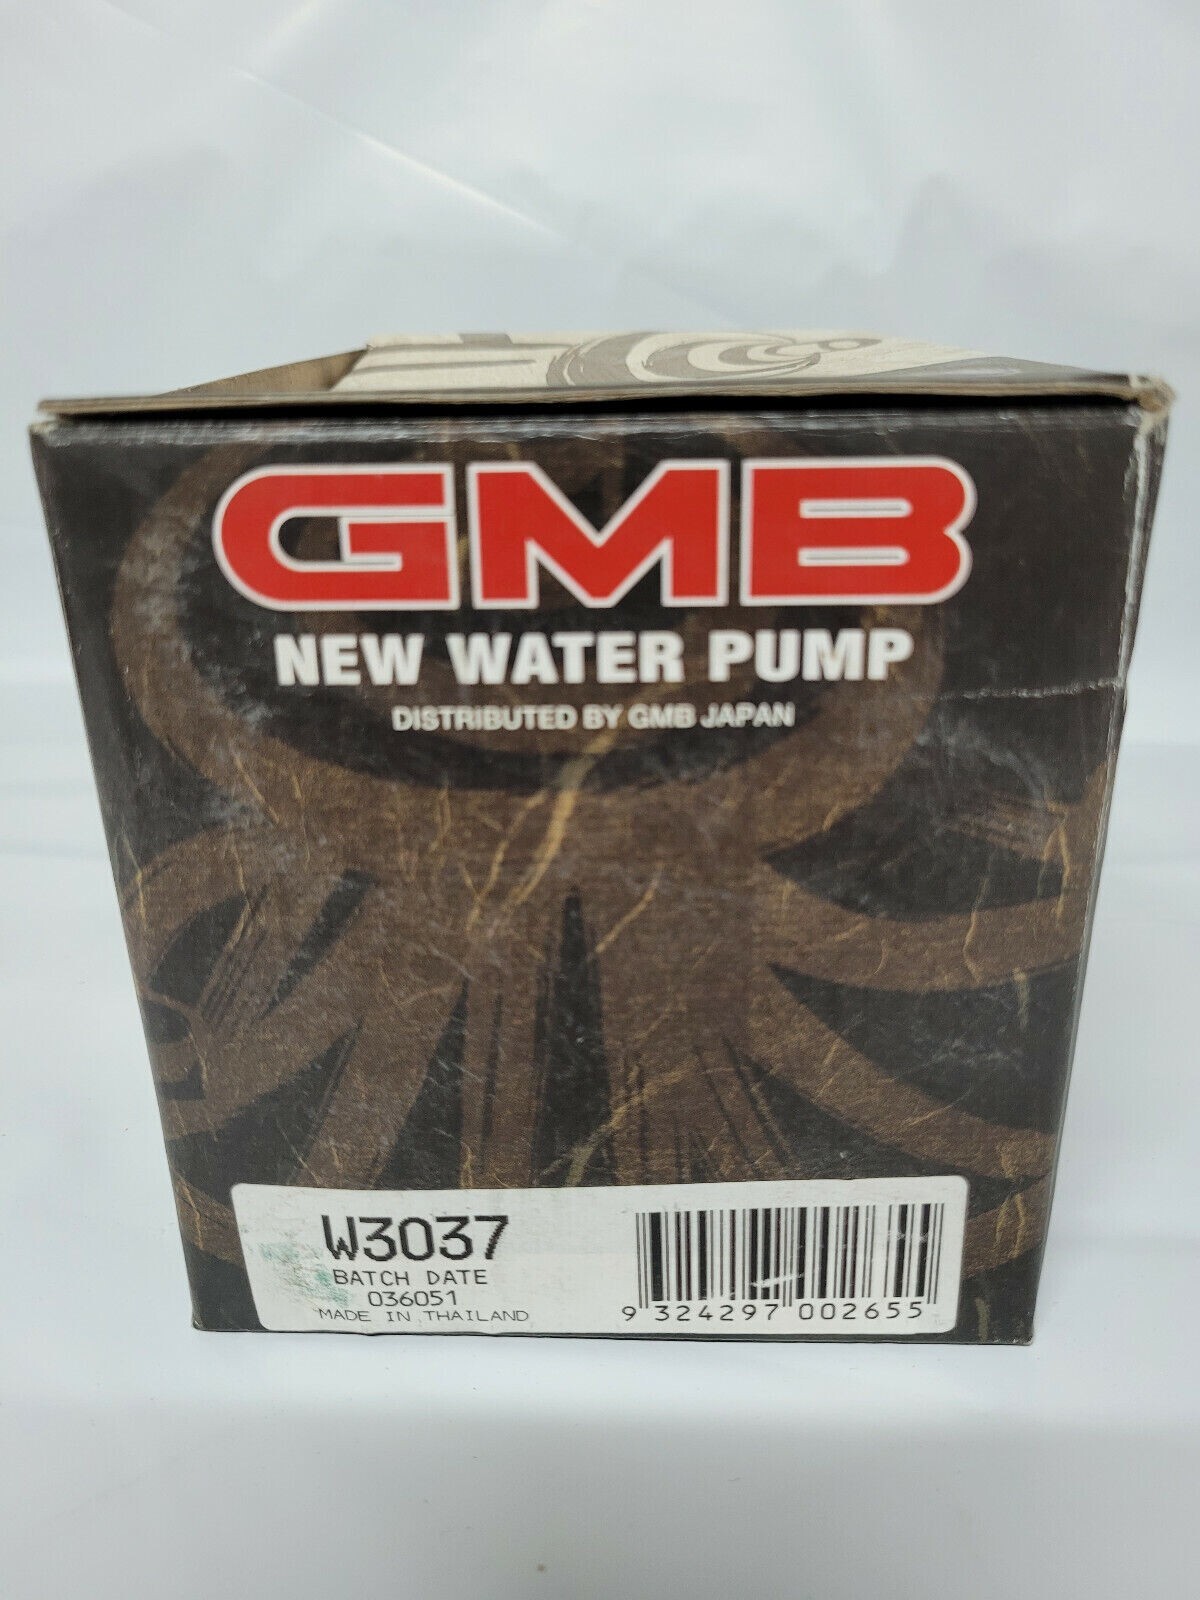 GMB
NEW WATER PUMP
DISTRIBUTED BY GMB JAPAN
W3037
BATCH DATE
036051
MADE IN THAILAND
9 324297 002655